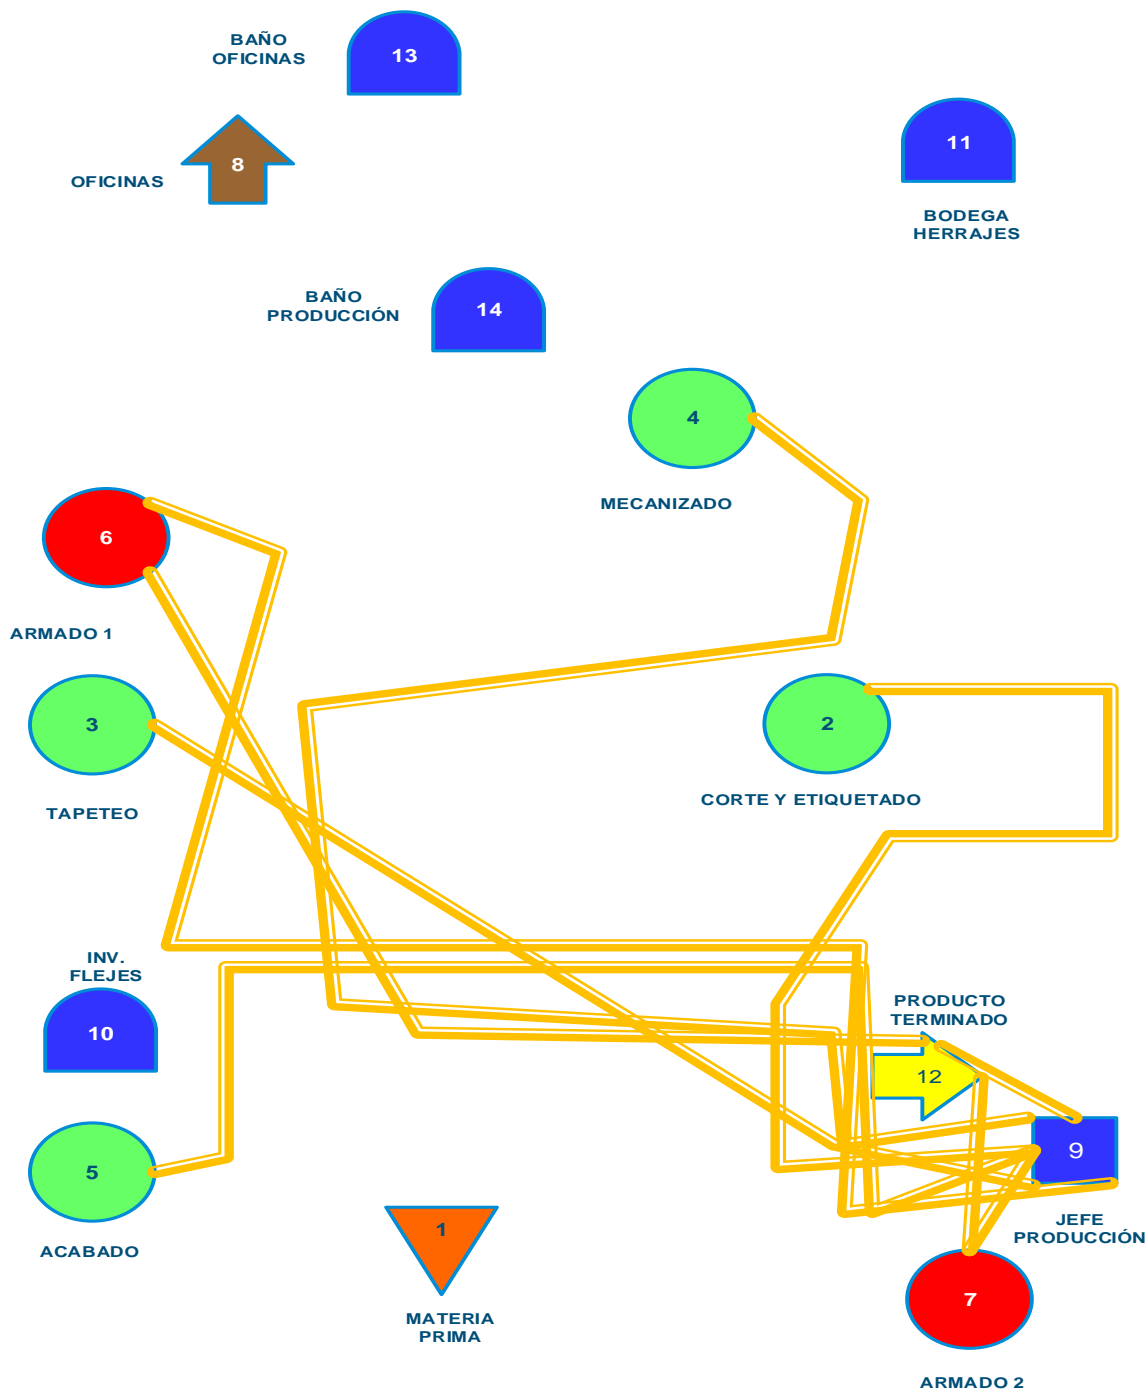 BAÑO
OFICINAS
13
8
OFICINAS
11
BODEGA
HERRAJES
BAÑO
PRODUCCIÓN
14
4
MECANIZADO
6
ARMADO 1
3
TAPETEO
2
CORTE Y ETIQUETADO
INV.
FLEJES
10
PRODUCTO
TERMINADO
12
9
JEFE
PRODUCCIÓN
5
ACABADO
1
MATERIA
PRIMA
7
ARMADO 2